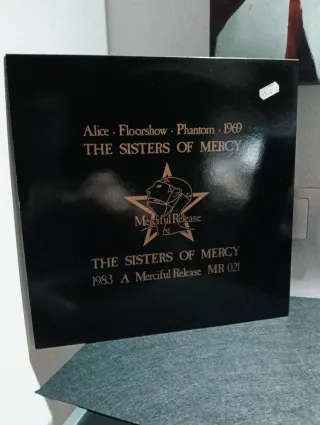 Alice · Floorshow · Phantom · 1969
THE SISTERS OF MERCY
Merciful Release
THE SISTERS OF MERCY
1983 A Merciful Release MR 021